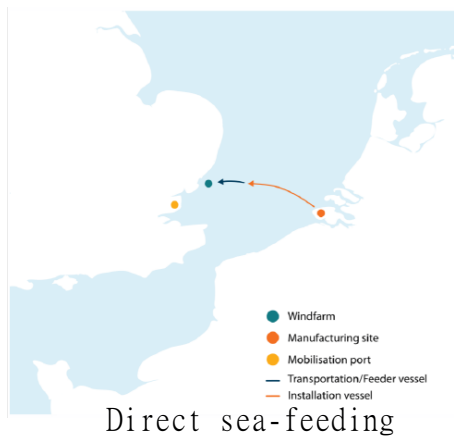 Windfarm
Manufacturing site
Mobilisation port
Transportation/Feeder vessel
Installation vessel
Direct sea-feeding